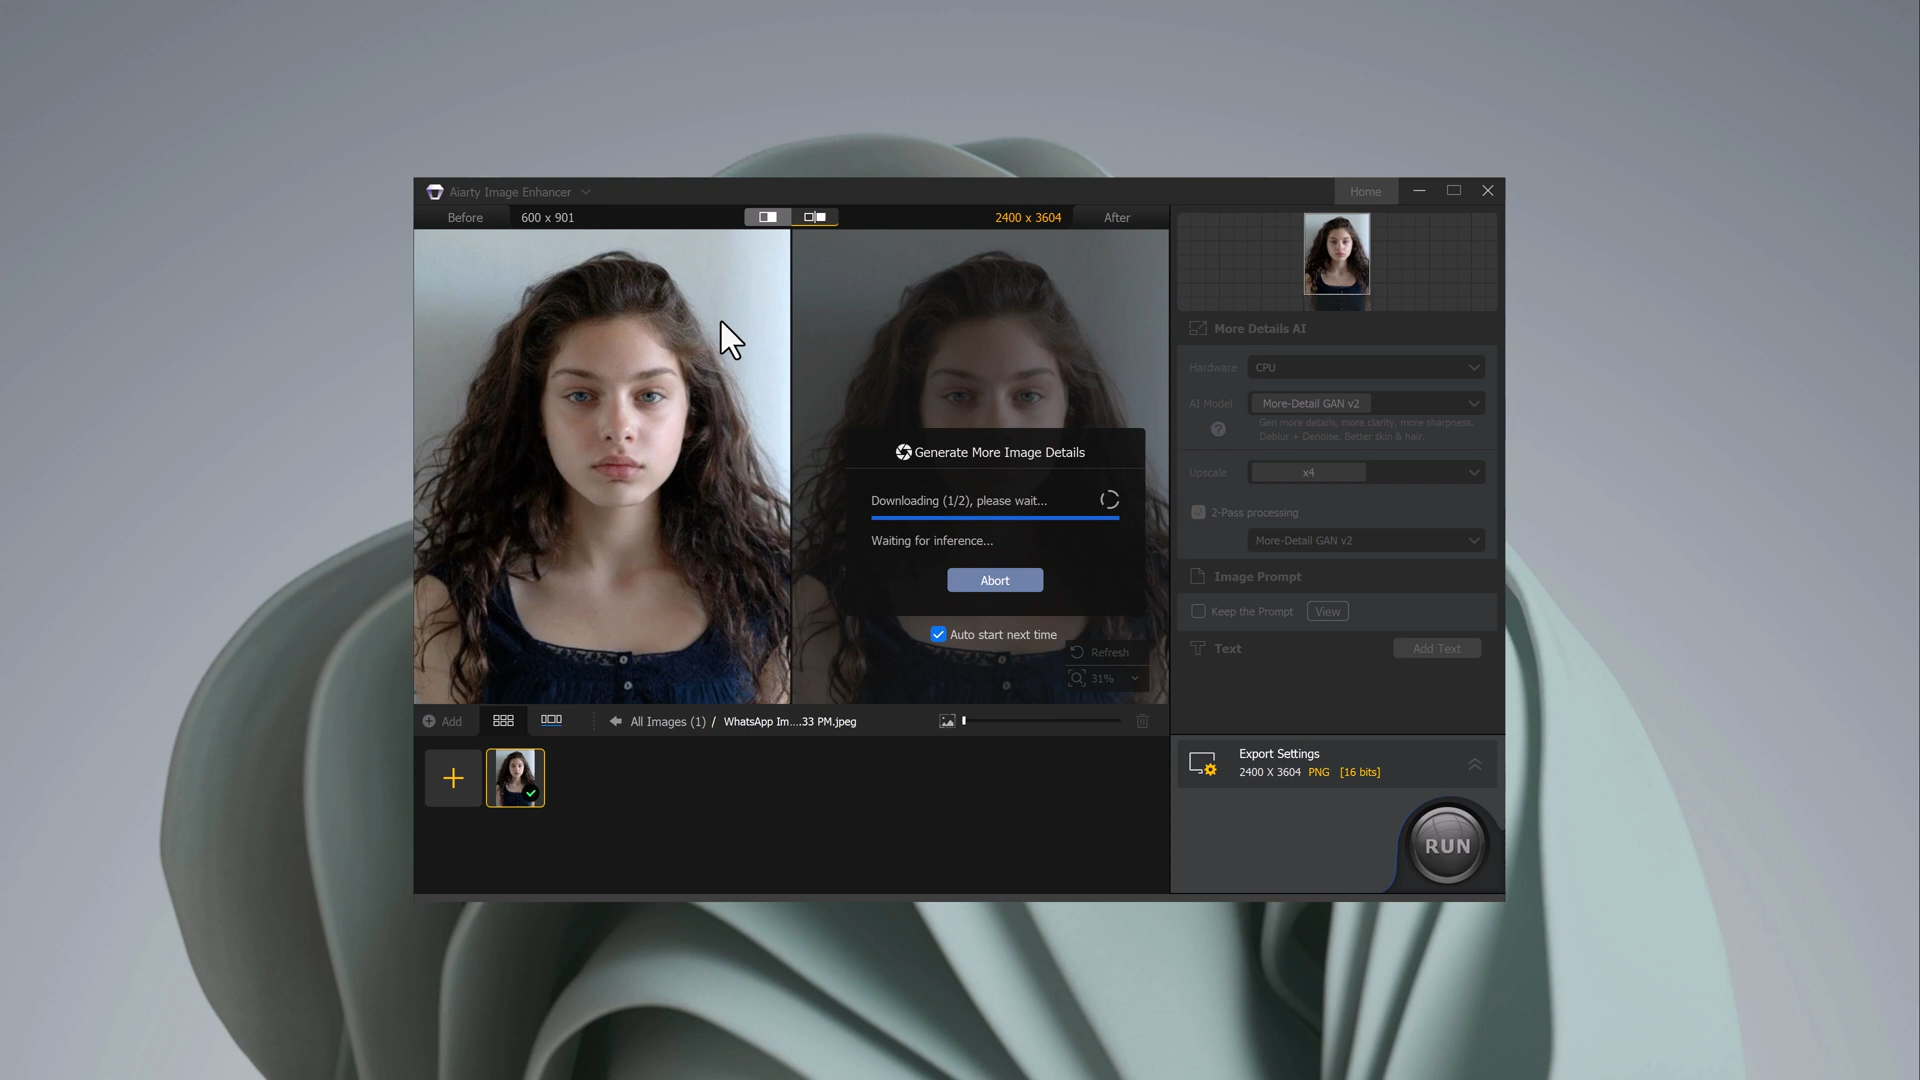 Aiarty Image Enhancer
Home
Before
600 x 901
2400 x 3604
After
More Details AI
Hardware
CPU
AI Model
More-Detail GAN v2
Gen more details, more clarity, more sharpness.
Deblur + Denoise. Better skin & hair.
Upscale
x4
2-Pass processing
More-Detail GAN v2
Image Prompt
Keep the Prompt
View
Text
Add Text
Generate More Image Details
Downloading (1/2), please wait...
Waiting for inference...
Abort
Auto start next time
Refresh
31%
Add
All Images (1) / WhatsApp Im....33 PM.jpeg
Export Settings
2400 X 3604 PNG [16 bits]
RUN